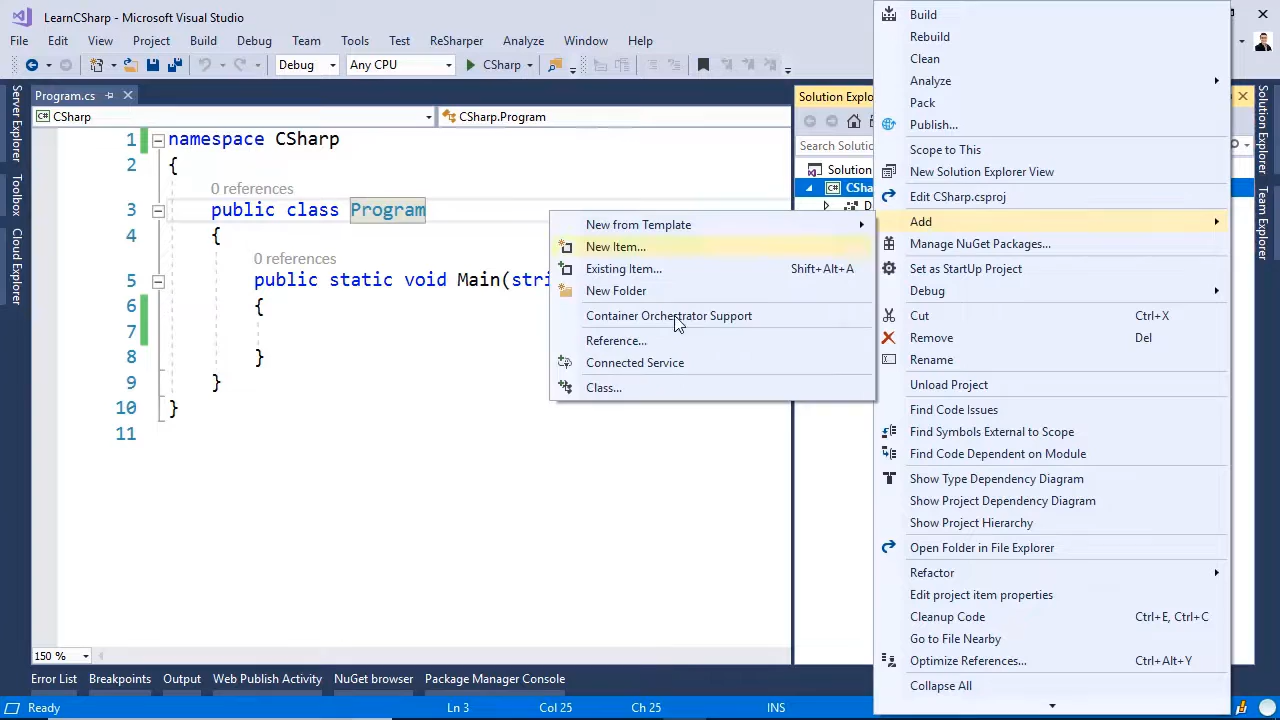 LearnCSharp - Microsoft Visual Studio
File Edit View Project Build Debug Team Tools Test ReSharper Analyze Window Help
Debug Any CPU CSharp
Program.cs
CSharp CSharp.Program
Server Explorer
Toolbox
Cloud Explorer
1 namespace CSharp
2 {
0 references
3 public class Program
4 {
0 references
5 public static void Main(stri
6 {
7
8 }
9 }
10 }
11
150 %
New from Template
New Item...
Existing Item... Shift+Alt+A
New Folder
Container Orchestrator Support
Reference...
Connected Service
Class...
Solution Explo
Search Solutio
Solution
CSha
D
Build
Rebuild
Clean
Analyze
Pack
Publish...
Scope to This
New Solution Explorer View
Edit CSharp.csproj
Add
Manage NuGet Packages...
Set as StartUp Project
Debug
Cut Ctrl+X
Remove Del
Rename
Unload Project
Find Code Issues
Find Symbols External to Scope
Find Code Dependent on Module
Show Type Dependency Diagram
Show Project Dependency Diagram
Show Project Hierarchy
Open Folder in File Explorer
Refactor
Edit project item properties
Cleanup Code Ctrl+E, Ctrl+C
Go to File Nearby
Optimize References... Ctrl+Alt+Y
Collapse All
Solution Explorer
Team Explorer
Error List Breakpoints Output Web Publish Activity NuGet browser Package Manager Console
Ready Ln 3 Col 25 Ch 25 INS